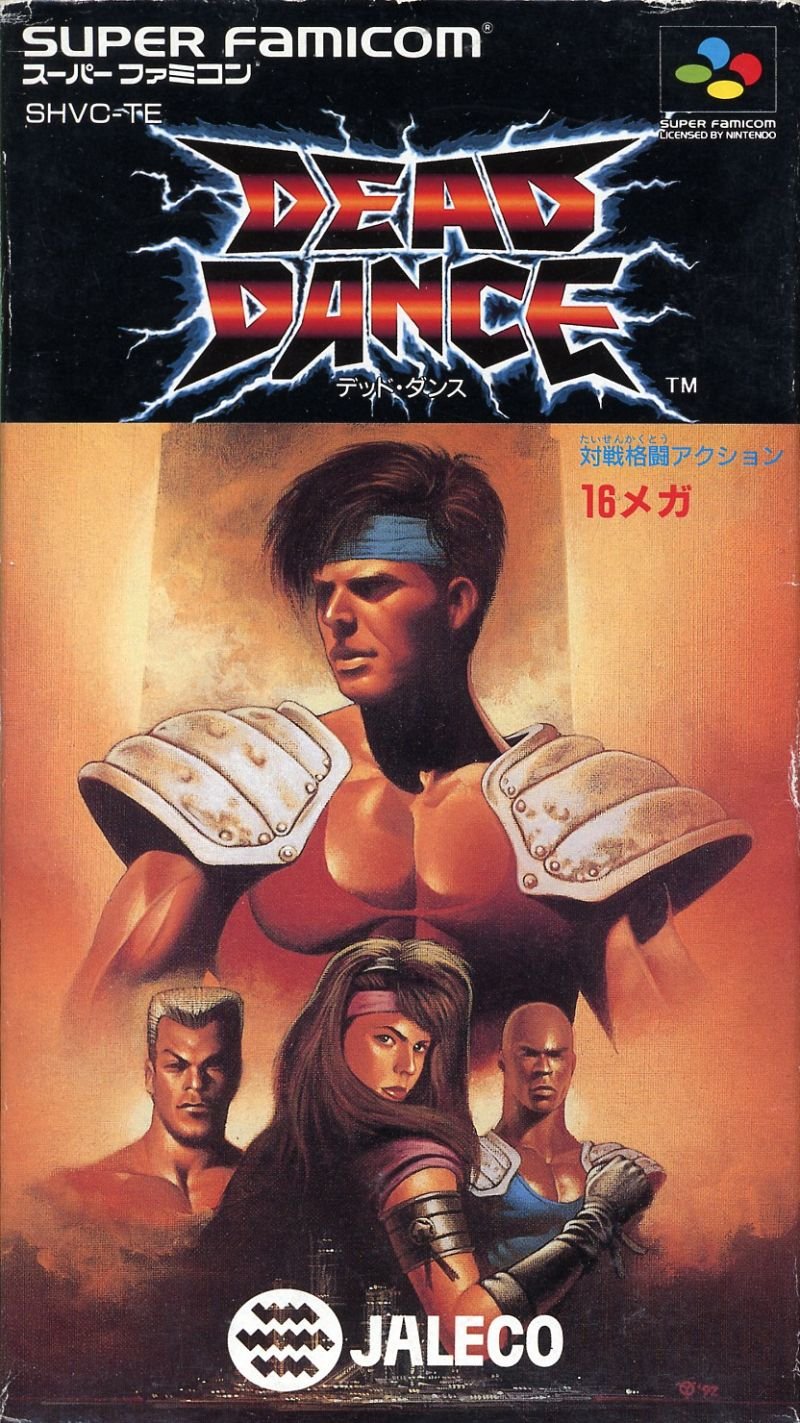 SUPER FAMICOM®
スーパーファミコン
SHVC-TE
SUPER FAMICOM
LICENSED BY NINTENDO
DEAD
DANCE
デッド・ダンス
TM
たいせんかくとう
対戦格闘アクション
16メガ
JALECO
'92